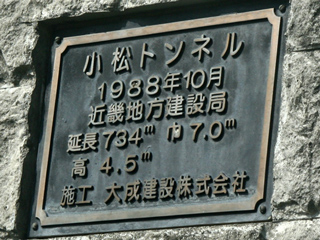 小松トンネル
1988年10月
近畿地方建設局
延長734m 巾7.0m
高 4.5m
施工 大成建設株式会社